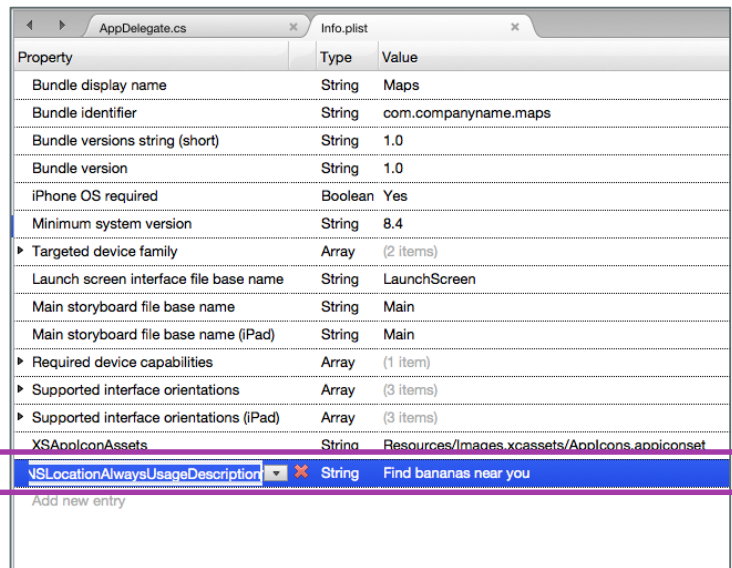 AppDelegate.cs Info.plist
Property Type Value
Bundle display name String Maps
Bundle identifier String com.companyname.maps
Bundle versions string (short) String 1.0
Bundle version String 1.0
iPhone OS required Boolean Yes
Minimum system version String 8.4
Targeted device family Array (2 items)
Launch screen interface file base name String LaunchScreen
Main storyboard file base name String Main
Main storyboard file base name (iPad) String Main
Required device capabilities Array (1 item)
Supported interface orientations Array (3 items)
Supported interface orientations (iPad) Array (3 items)
XSAppIconAssets String Resources/Images.xcassets/AppIcons.appiconset
NSLocationAlwaysUsageDescription String Find bananas near you
Add new entry